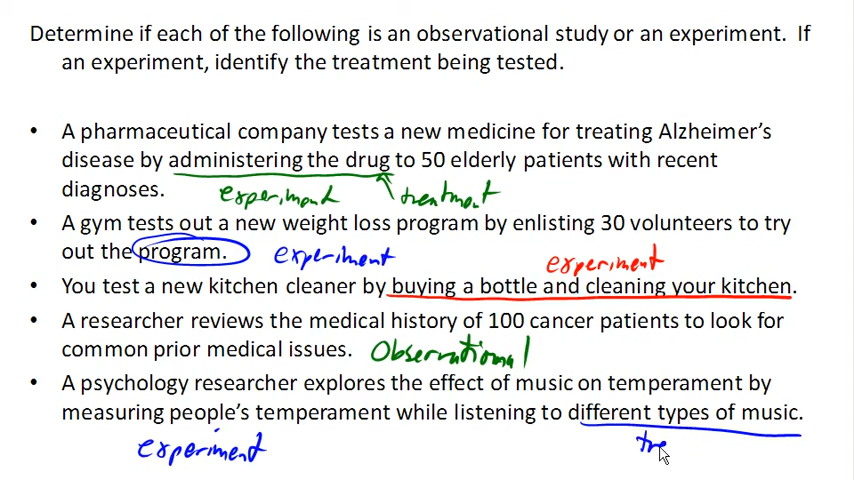 Determine if each of the following is an observational study or an experiment. If
an experiment, identify the treatment being tested.
• A pharmaceutical company tests a new medicine for treating Alzheimer's
disease by administering the drug to 50 elderly patients with recent
diagnoses. experiment treatment
• A gym tests out a new weight loss program by enlisting 30 volunteers to try
out the program. experiment
experiment
• You test a new kitchen cleaner by buying a bottle and cleaning your kitchen.
• A researcher reviews the medical history of 100 cancer patients to look for
common prior medical issues. Observational
• A psychology researcher explores the effect of music on temperament by
measuring people's temperament while listening to different types of music.
experiment tre